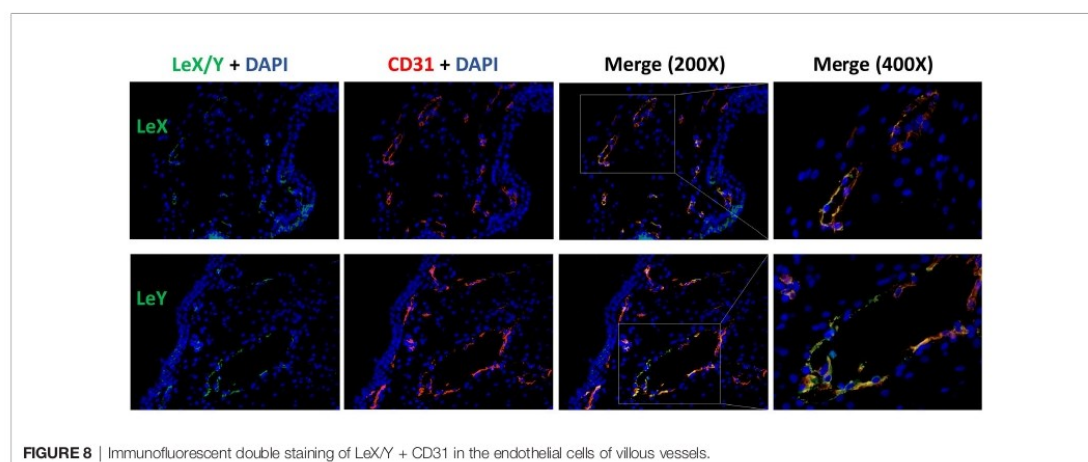 LeX/Y + DAPI
CD31 + DAPI
Merge (200X)
Merge (400X)
LeX
LeY
FIGURE 8 | Immunofluorescent double staining of LeX/Y + CD31 in the endothelial cells of villous vessels.